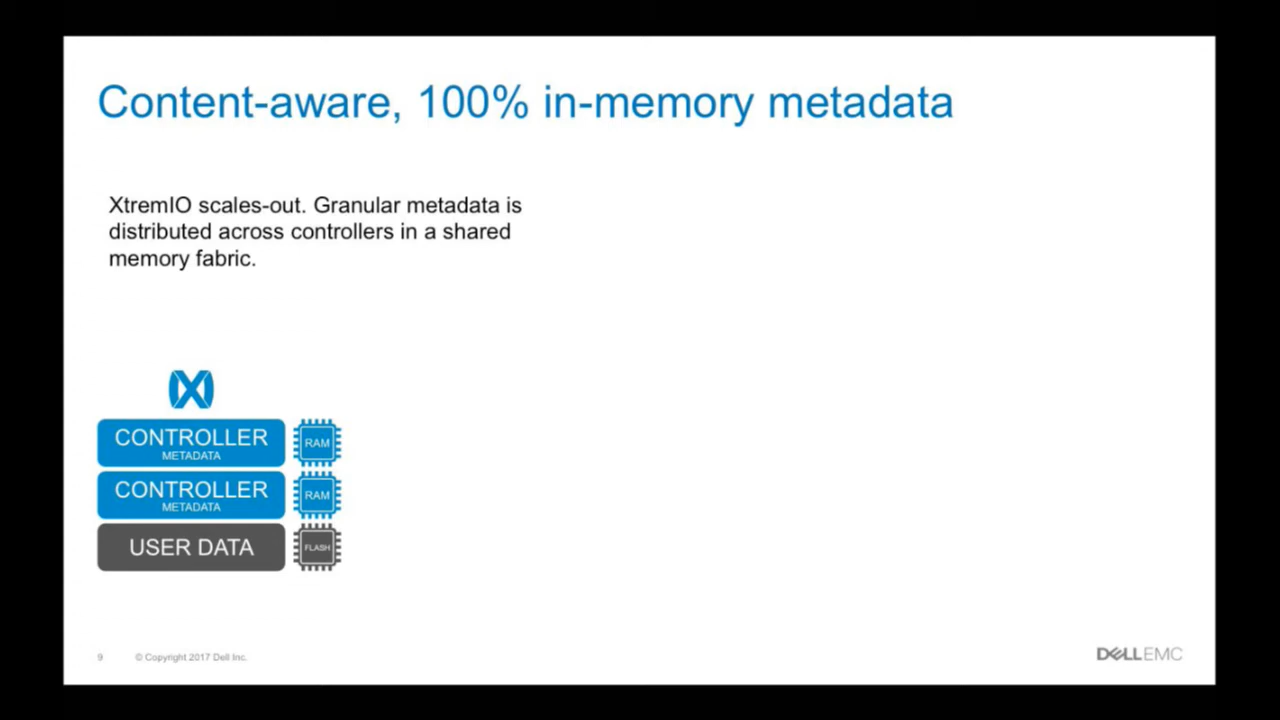 Content-aware, 100% in-memory metadata
XtremIO scales-out. Granular metadata is
distributed across controllers in a shared
memory fabric.
X
CONTROLLER
METADATA
RAM
CONTROLLER
METADATA
RAM
USER DATA
FLASH
9
© Copyright 2017 Dell Inc.
DELLEMC